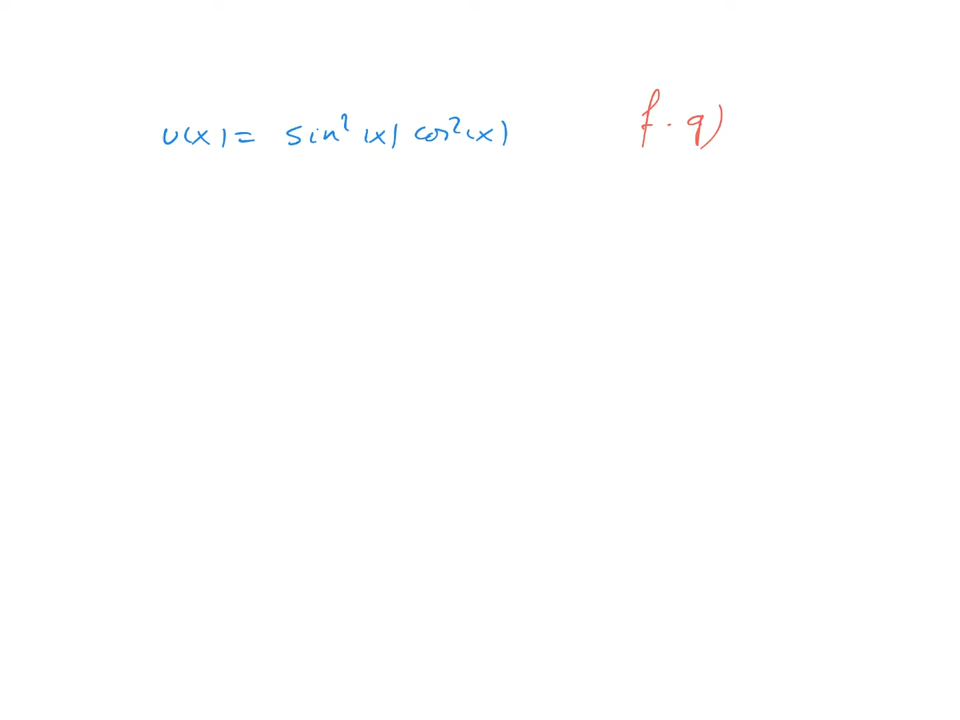 u(x) = sin² (x) cos² (x)
f · g)